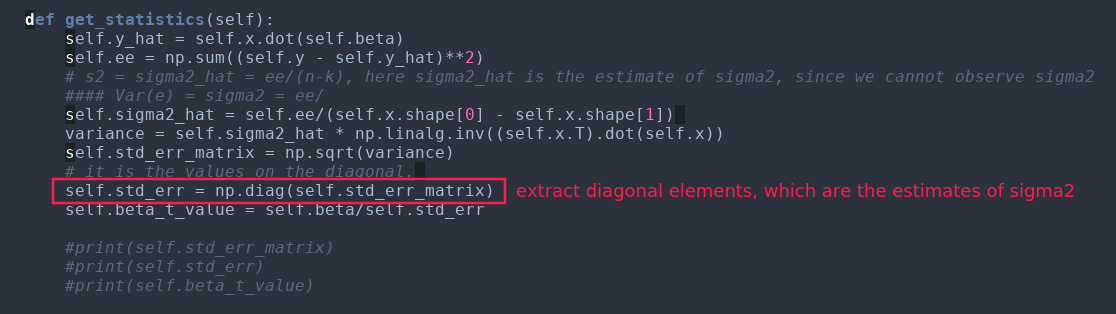 def get_statistics(self):
self.y_hat = self.x.dot(self.beta)
self.ee = np.sum((self.y - self.y_hat)**2)
# s2 = sigma2_hat = ee/(n-k), here sigma2_hat is the estimate of sigma2, since we cannot observe sigma2
#### Var(e) = sigma2 = ee/
self.sigma2_hat = self.ee/(self.x.shape[0] - self.x.shape[1])
variance = self.sigma2_hat * np.linalg.inv((self.x.T).dot(self.x))
self.std_err_matrix = np.sqrt(variance)
# it is the values on the diagonal.
self.std_err = np.diag(self.std_err_matrix) extract diagonal elements, which are the estimates of sigma2
self.beta_t_value = self.beta/self.std_err
#print(self.std_err_matrix)
#print(self.std_err)
#print(self.beta_t_value)